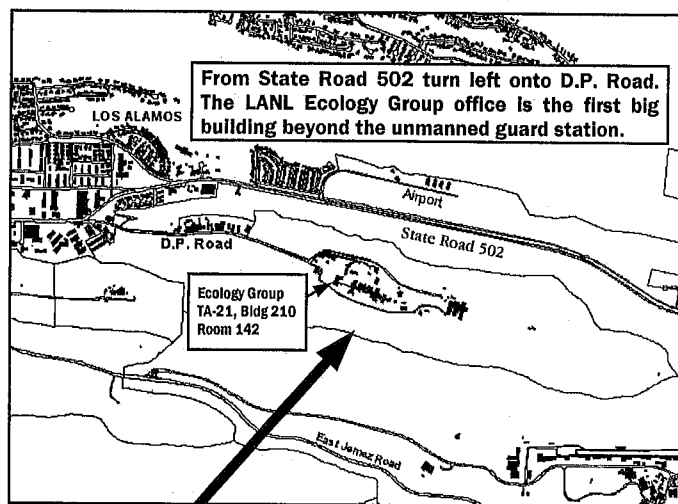 From State Road 502 turn left onto D.P. Road.
The LANL Ecology Group office is the first big
building beyond the unmanned guard station.
LOS ALAMOS
Airport
State Road 502
D.P. Road
Ecology Group
TA-21, Bldg 210
Room 142
East Jemez Road